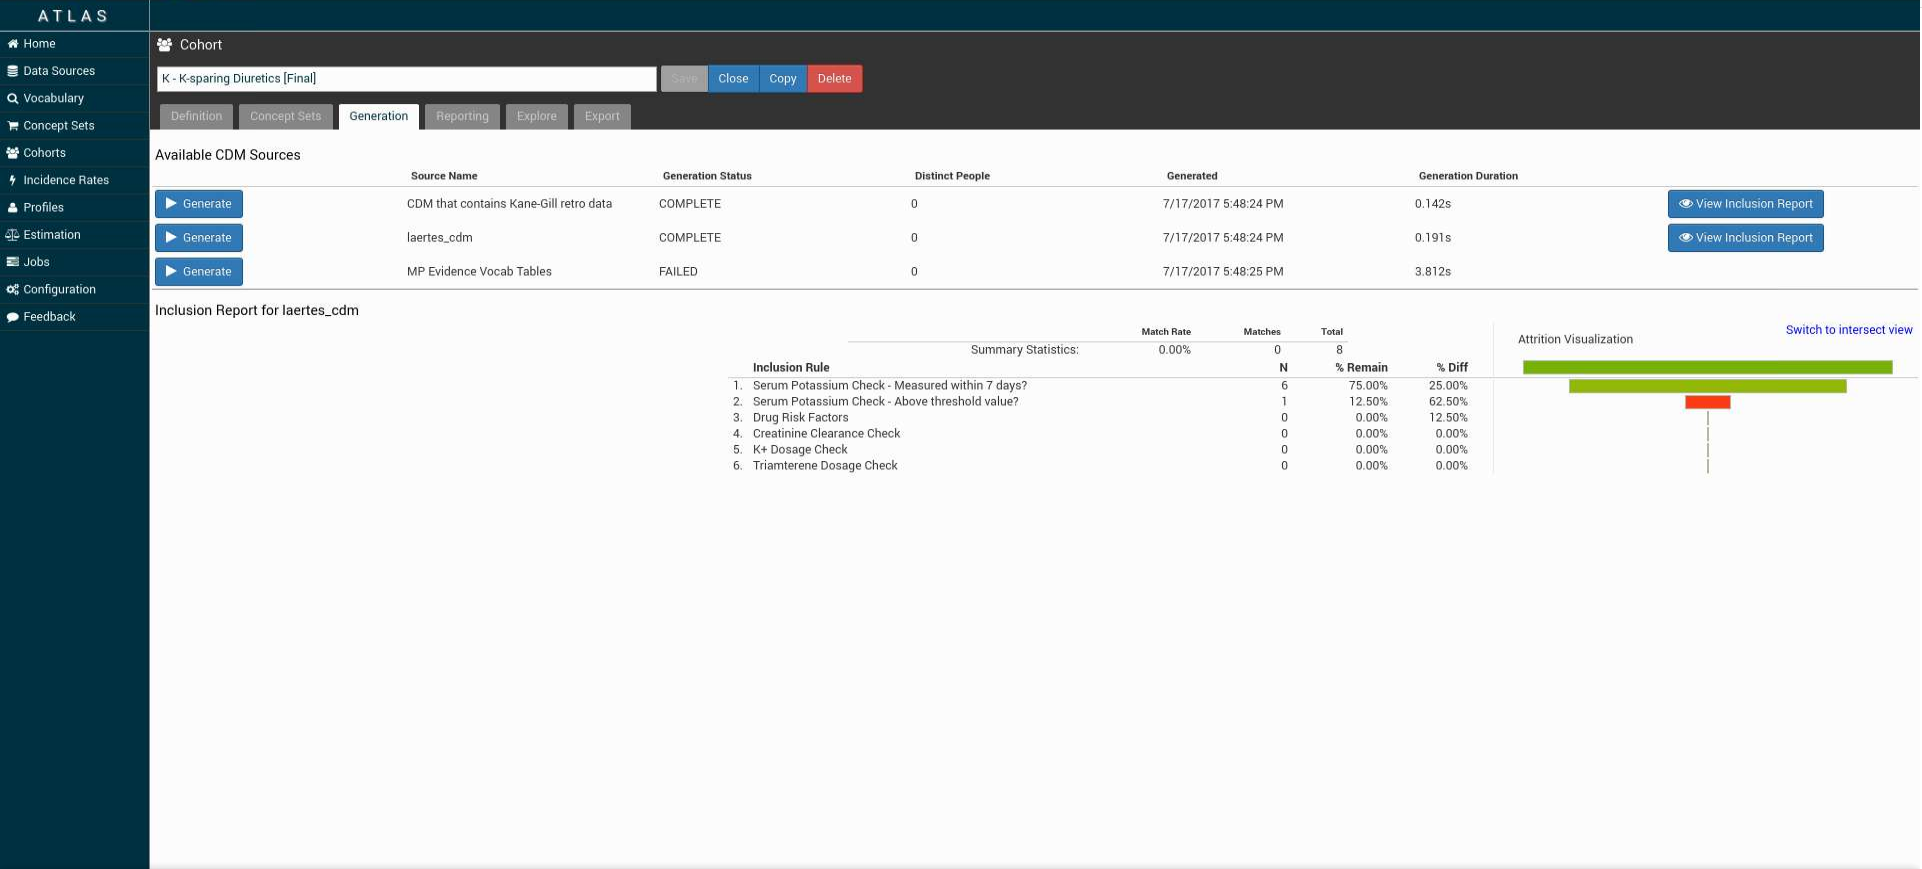 ATLAS
Home
Data Sources
Vocabulary
Concept Sets
Cohorts
Incidence Rates
Profiles
Estimation
Jobs
Configuration
Feedback
Cohort
K - K-sparing Diuretics [Final]
Save Close Copy Delete
Definition Concept Sets Generation Reporting Explore Export
Available CDM Sources
Source Name Generation Status Distinct People Generated Generation Duration
Generate CDM that contains Kane-Gill retro data COMPLETE 0 7/17/2017 5:48:24 PM 0.142s View Inclusion Report
Generate laertes_cdm COMPLETE 0 7/17/2017 5:48:24 PM 0.191s View Inclusion Report
Generate MP Evidence Vocab Tables FAILED 0 7/17/2017 5:48:25 PM 3.812s
Inclusion Report for laertes_cdm
Switch to intersect view
Match Rate Matches Total
Attrition Visualization
Summary Statistics: 0.00% 0 8
Inclusion Rule N % Remain % Diff
1. Serum Potassium Check - Measured within 7 days? 6 75.00% 25.00%
2. Serum Potassium Check - Above threshold value? 1 12.50% 62.50%
3. Drug Risk Factors 0 0.00% 12.50%
4. Creatinine Clearance Check 0 0.00% 0.00%
5. K+ Dosage Check 0 0.00% 0.00%
6. Triamterene Dosage Check 0 0.00% 0.00%